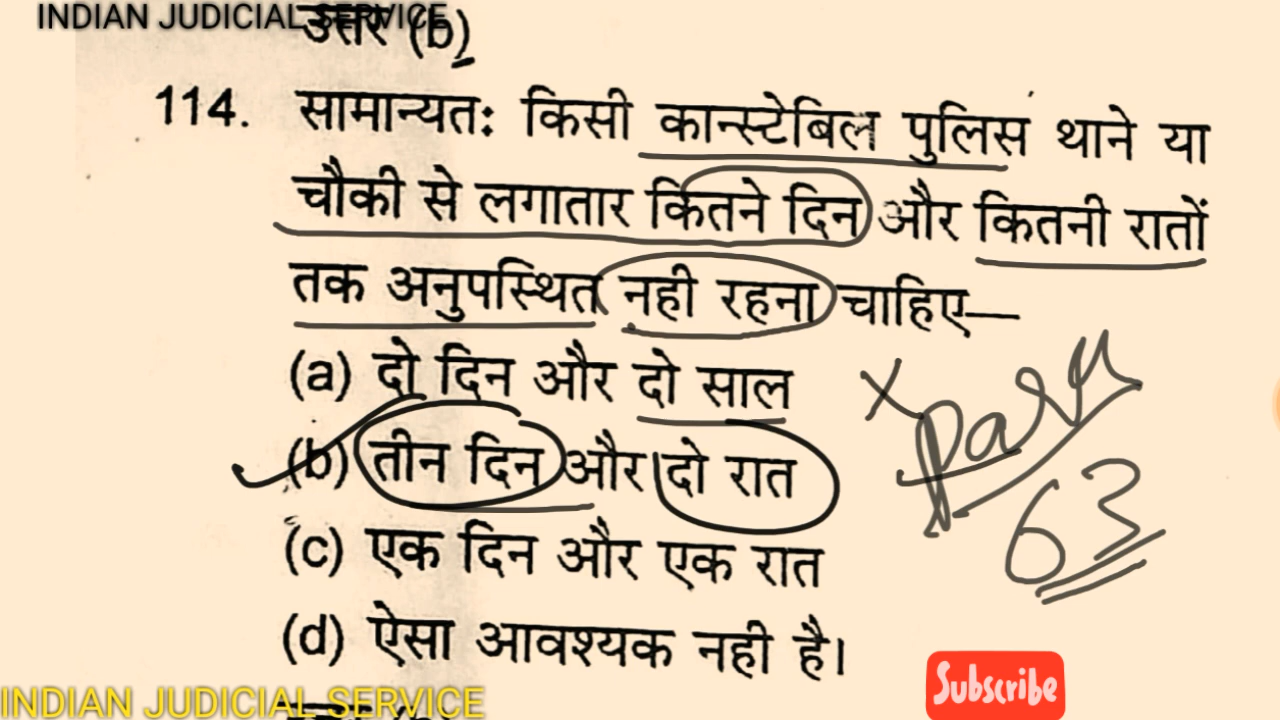 INDIAN JUDICIAL SERVICE
उत्तर (b)
114. सामान्यत: किसी कान्स्टेबिल पुलिस थाने या
चौकी से लगातार कितने दिन और कितनी रातों
तक अनुपस्थित नही रहना चाहिए—
(a) दो दिन और दो साल
(b) तीन दिन और दो रात
(c) एक दिन और एक रात
(d) ऐसा आवश्यक नही है।
Para
63
Subscribe
INDIAN JUDICIAL SERVICE